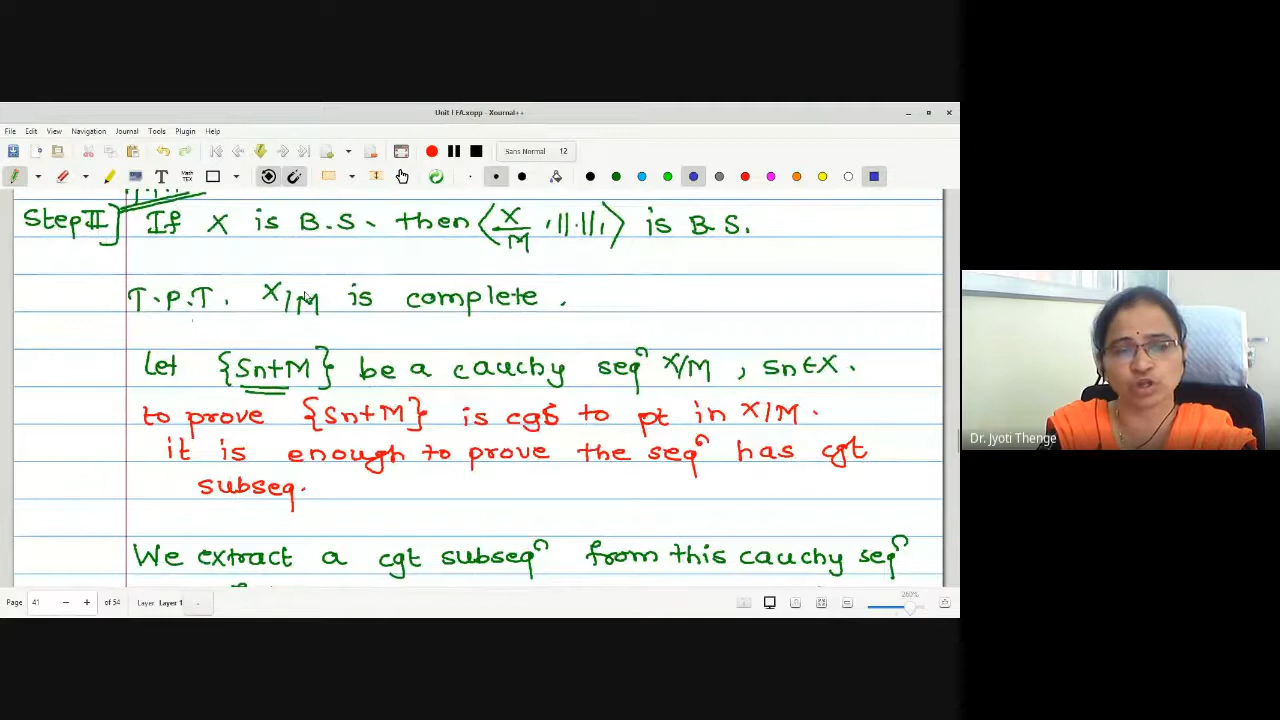 Unit I FA.xopp - Xournal++
File Edit View Navigation Journal Tools Plugin Help
Sans Normal 12
Step II] If X is B.S. then ⟨X/M, ||.||₁⟩ is B.S.
T.P.T. X/M is complete.
Let {Sn+M} be a cauchy seqⁿ X/M, sn∈X.
to prove {Sn+M} is cgs to pt in X/M.
it is enough to prove the seqⁿ has cgt
subseq.
We extract a cgt subseqⁿ from this cauchy seqⁿ
Page 41 of 54 Layer Layer 1 260%
Dr. Jyoti Thenge